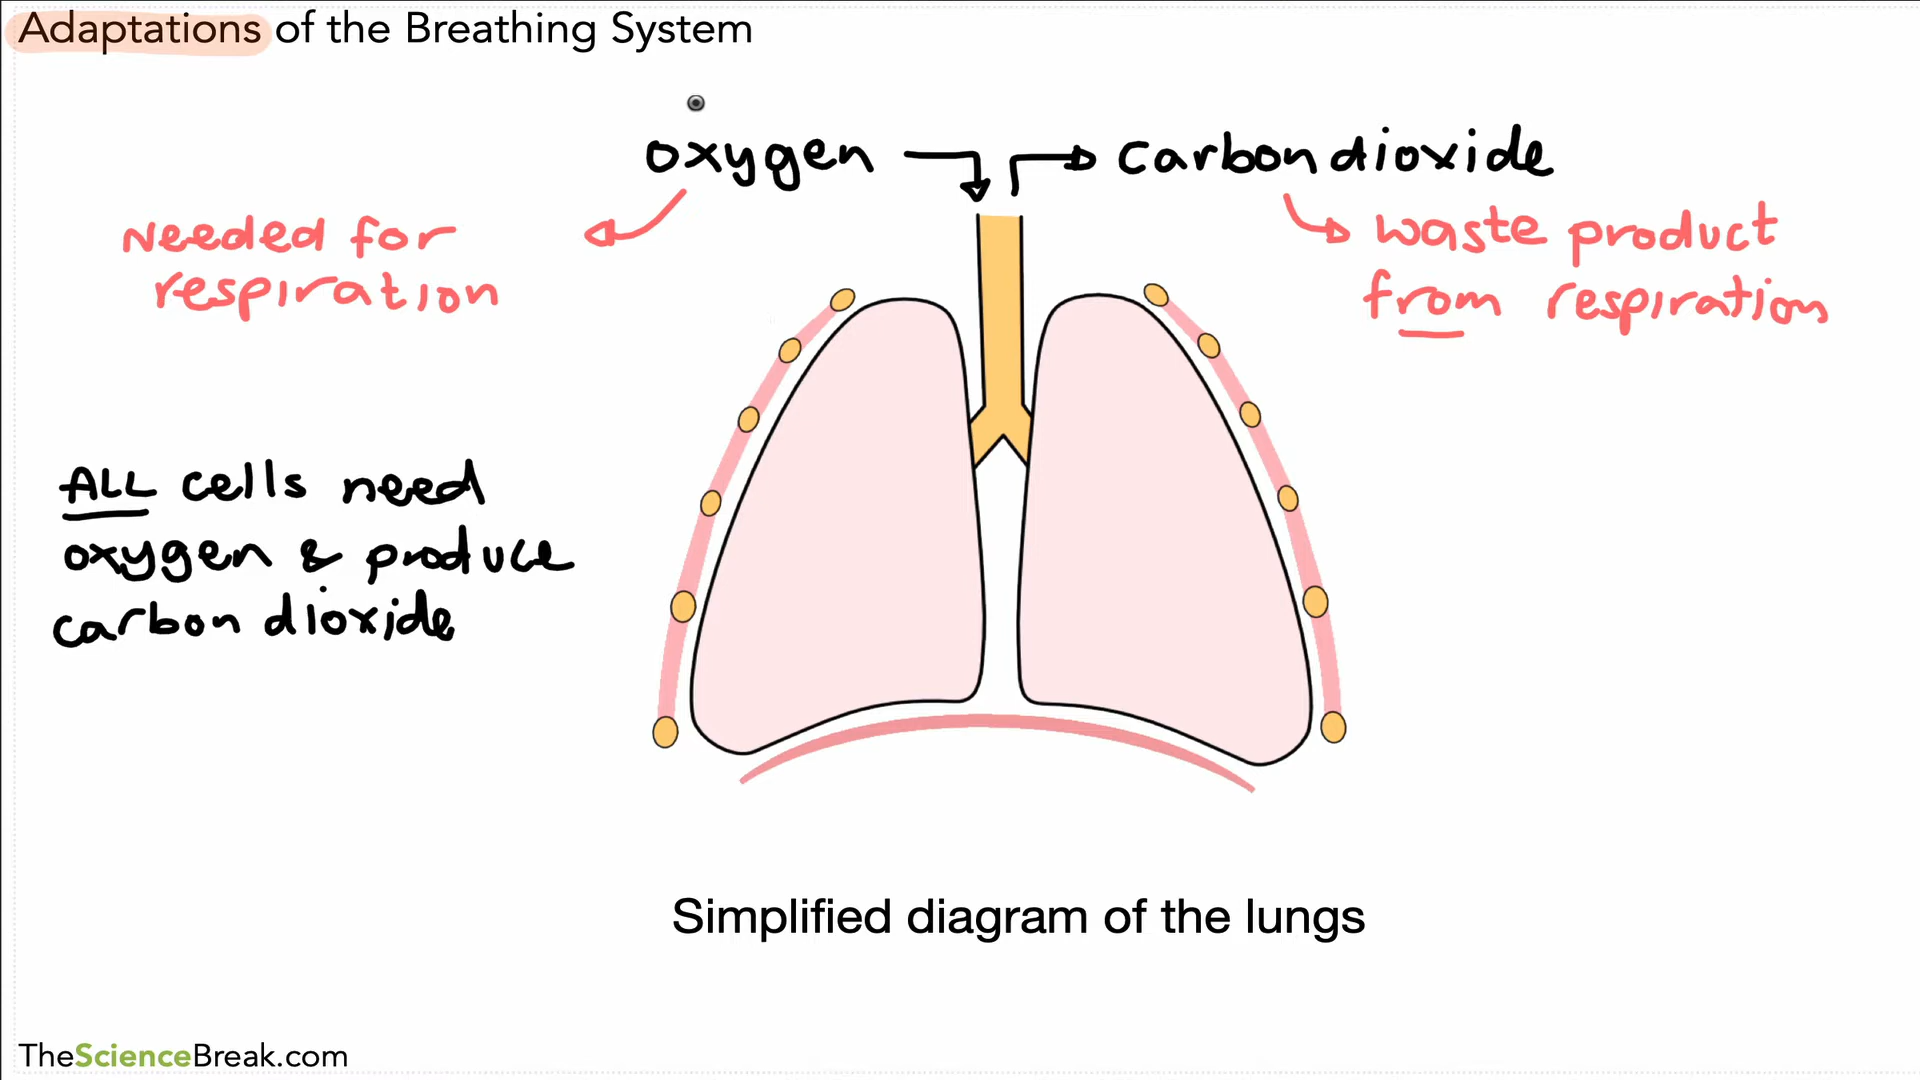 Adaptations of the Breathing System
oxygen
carbon dioxide
Needed for
respiration
waste product
from respiration
ALL cells need
oxygen & produce
carbon dioxide
Simplified diagram of the lungs
TheScienceBreak.com